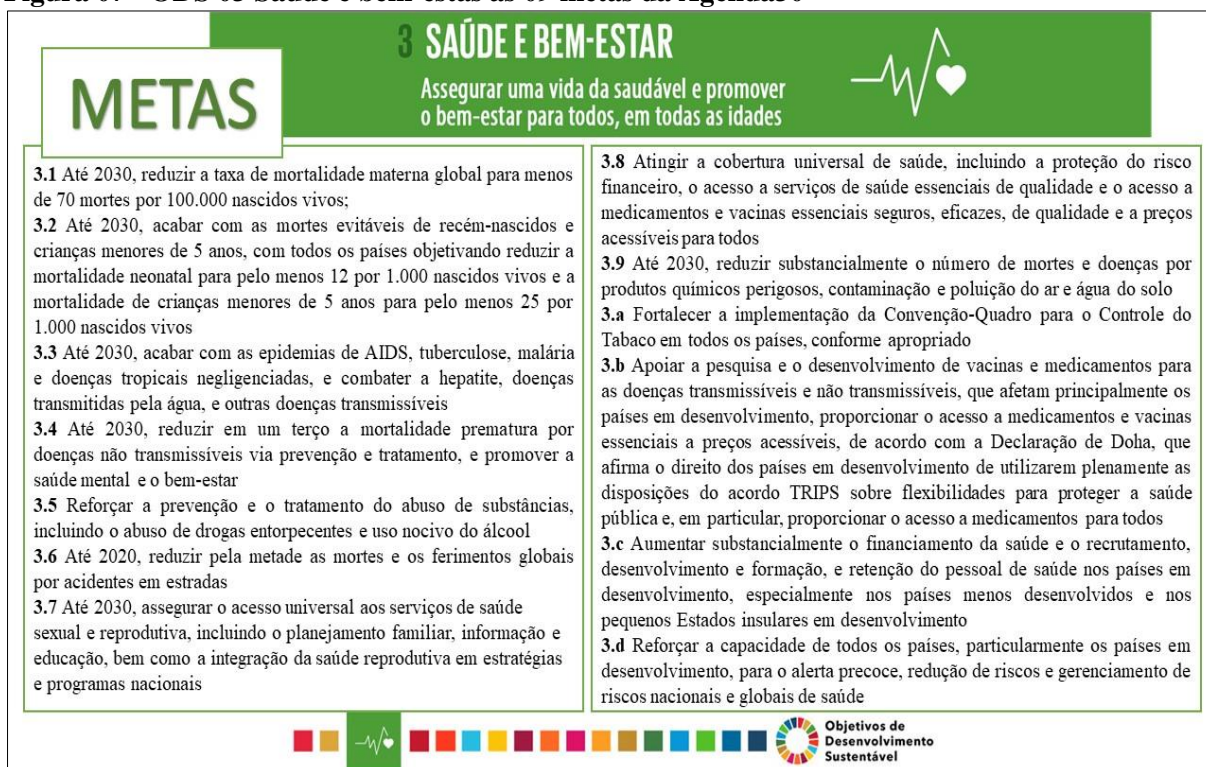 Figura ODS 03 Saúde e bem-estas as 09 metas da Agenda30
3 SAÚDE E BEM-ESTAR
Assegurar uma vida da saudável e promover
o bem-estar para todos, em todas as idades
METAS
3.1 Até 2030, reduzir a taxa de mortalidade materna global para menos
de 70 mortes por 100.000 nascidos vivos;
3.2 Até 2030, acabar com as mortes evitáveis de recém-nascidos e
crianças menores de 5 anos, com todos os países objetivando reduzir a
mortalidade neonatal para pelo menos 12 por 1.000 nascidos vivos e a
mortalidade de crianças menores de 5 anos para pelo menos 25 por
1.000 nascidos vivos
3.3 Até 2030, acabar com as epidemias de AIDS, tuberculose, malária
e doenças tropicais negligenciadas, e combater a hepatite, doenças
transmitidas pela água, e outras doenças transmissíveis
3.4 Até 2030, reduzir em um terço a mortalidade prematura por
doenças não transmissíveis via prevenção e tratamento, e promover a
saúde mental e o bem-estar
3.5 Reforçar a prevenção e o tratamento do abuso de substâncias,
incluindo o abuso de drogas entorpecentes e uso nocivo do álcool
3.6 Até 2020, reduzir pela metade as mortes e os ferimentos globais
por acidentes em estradas
3.7 Até 2030, assegurar o acesso universal aos serviços de saúde
sexual e reprodutiva, incluindo o planejamento familiar, informação e
educação, bem como a integração da saúde reprodutiva em estratégias
e programas nacionais
3.8 Atingir a cobertura universal de saúde, incluindo a proteção do risco
financeiro, o acesso a serviços de saúde essenciais de qualidade e o acesso a
medicamentos e vacinas essenciais seguros, eficazes, de qualidade e a preços
acessíveis para todos
3.9 Até 2030, reduzir substancialmente o número de mortes e doenças por
produtos químicos perigosos, contaminação e poluição do ar e água do solo
3.a Fortalecer a implementação da Convenção-Quadro para o Controle do
Tabaco em todos os países, conforme apropriado
3.b Apoiar a pesquisa e o desenvolvimento de vacinas e medicamentos para
as doenças transmissíveis e não transmissíveis, que afetam principalmente os
países em desenvolvimento, proporcionar o acesso a medicamentos e vacinas
essenciais a preços acessíveis, de acordo com a Declaração de Doha, que
afirma o direito dos países em desenvolvimento de utilizarem plenamente as
disposições do acordo TRIPS sobre flexibilidades para proteger a saúde
pública e, em particular, proporcionar o acesso a medicamentos para todos
3.c Aumentar substancialmente o financiamento da saúde e o recrutamento,
desenvolvimento e formação, e retenção do pessoal de saúde nos países em
desenvolvimento, especialmente nos países menos desenvolvidos e nos
pequenos Estados insulares em desenvolvimento
3.d Reforçar a capacidade de todos os países, particularmente os países em
desenvolvimento, para o alerta precoce, redução de riscos e gerenciamento de
riscos nacionais e globais de saúde
Objetivos de
Desenvolvimento
Sustentável